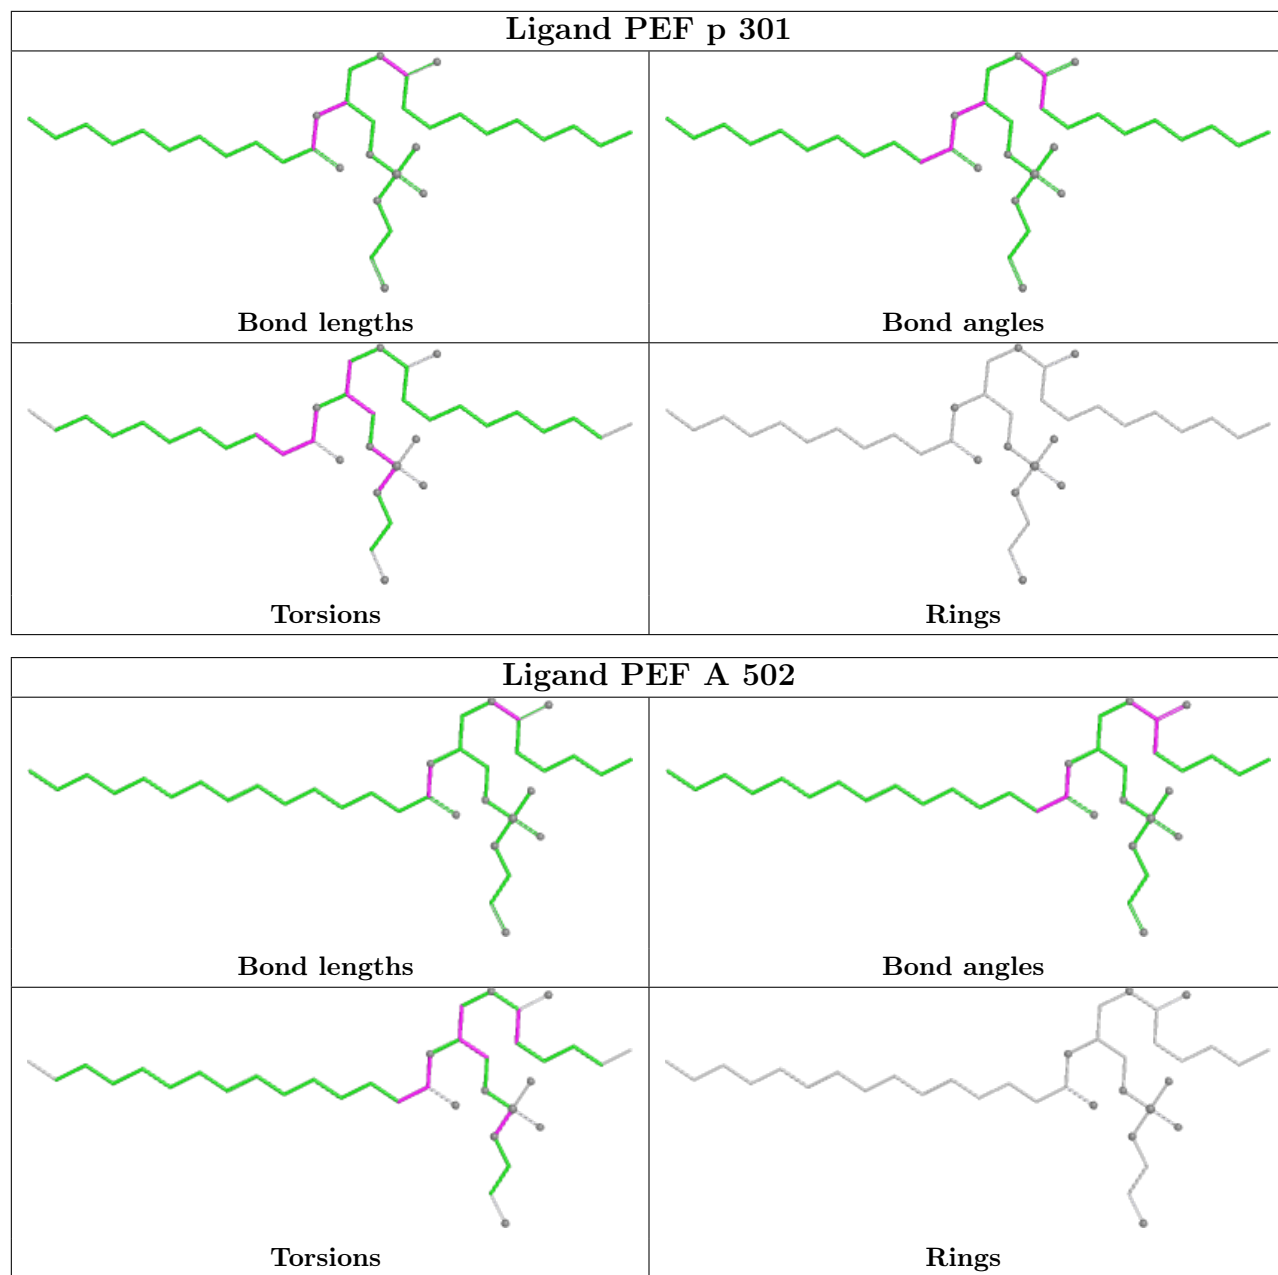 Ligand PEF p 301
Bond lengths
Bond angles
Torsions
Rings
Ligand PEF A 502
Bond lengths
Bond angles
Torsions
Rings